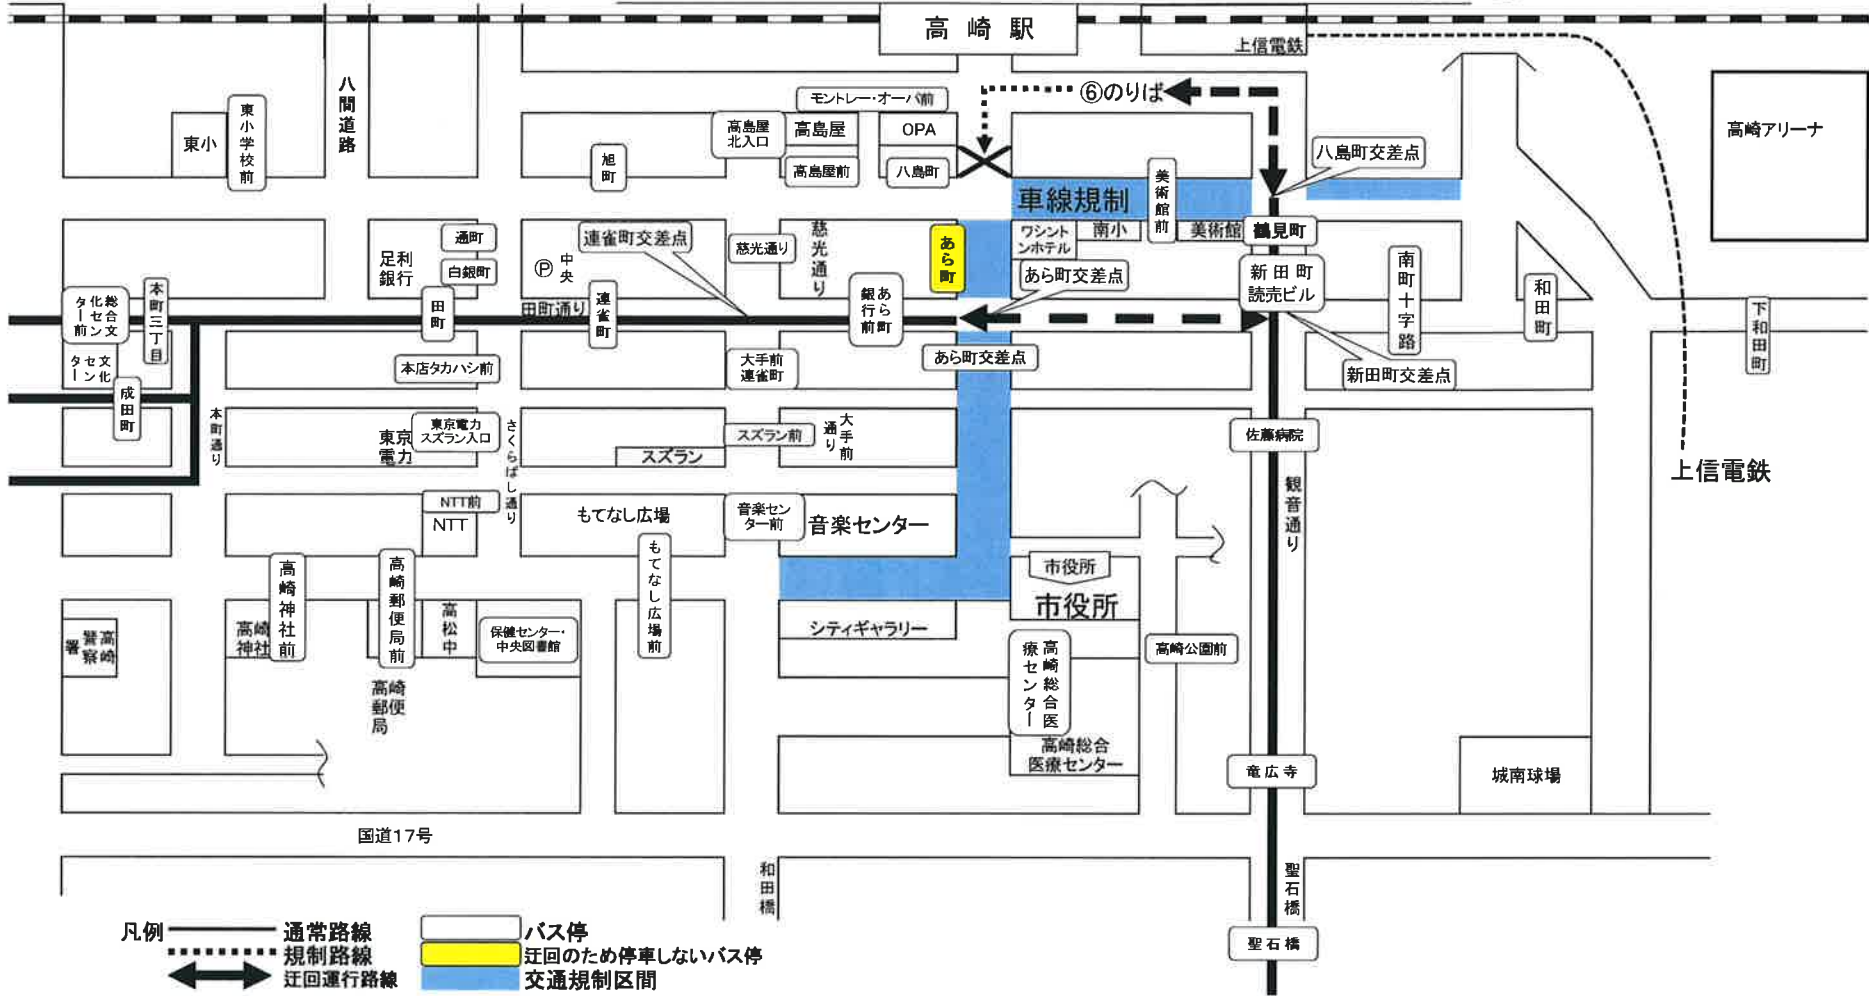 高崎駅
上信電鉄
八間道路
東小
東小学校前
モントレー・オーパ前
⑥のりば
高島屋
北入口
高島屋
OPA
高島屋前
八島町
旭町
八島町交差点
高崎アリーナ
車線規制
美術館前
通町
足利
銀行
白銀町
Ⓟ
中央
連雀町交差点
慈光通り
慈光通り
あら町
ワシント
ンホテル
南小
美術館
鶴見町
あら町交差点
新田町
読売ビル
南町十字路
和田町
下和田町
総合文
化セン
ター前
本町三丁目
田町
田町通り
連雀町
あら町
銀行前
文化
セン
ター
成田町
本店タカハシ前
大手前
連雀町
あら町交差点
新田町交差点
本町通り
東京
電力
東京電力
スズラン入口
さくらばし通り
スズラン
スズラン前
大手前
通り
佐藤病院
上信電鉄
観音通り
NTT前
NTT
もてなし広場
音楽セン
ター前
音楽センター
高崎神社前
高崎郵便局前
もてなし広場前
市役所
市役所
高崎
警察
署
高崎
神社
高松中
保健センター・
中央図書館
シティギャラリー
高崎総合医
療センター
高崎公園前
高崎
郵便
局
高崎総合
医療センター
竜広寺
城南球場
国道17号
和田橋
聖石橋
聖石橋
凡例
通常路線
規制路線
迂回運行路線
バス停
迂回のため停車しないバス停
交通規制区間